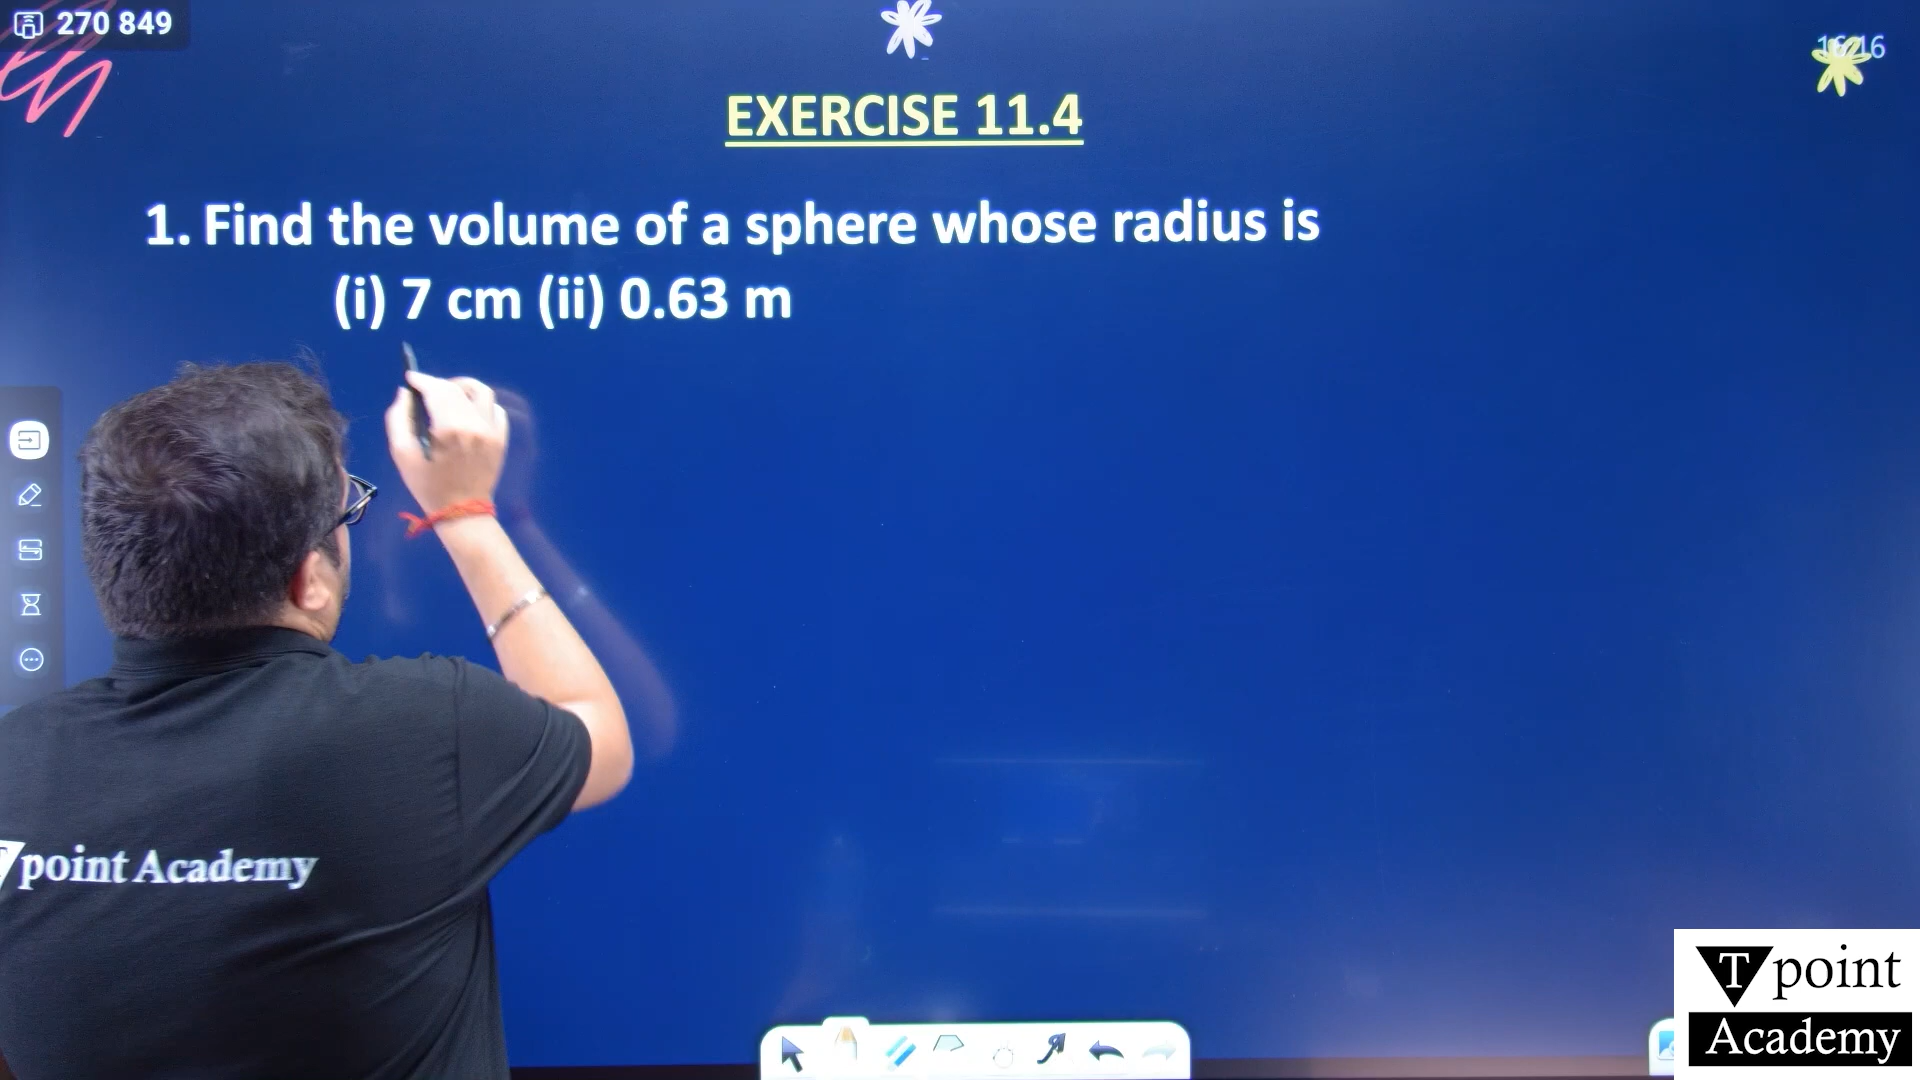 270 849
EXERCISE 11.4
1. Find the volume of a sphere whose radius is
(i) 7 cm (ii) 0.63 m
point Academy
T point
Academy